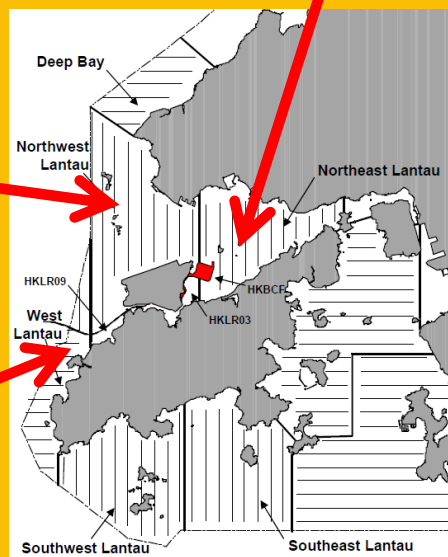 Deep Bay
Northwest
Lantau
Northeast Lantau
HKLR09
HKBCF
HKLR03
West
Lantau
Southwest Lantau
Southeast Lantau